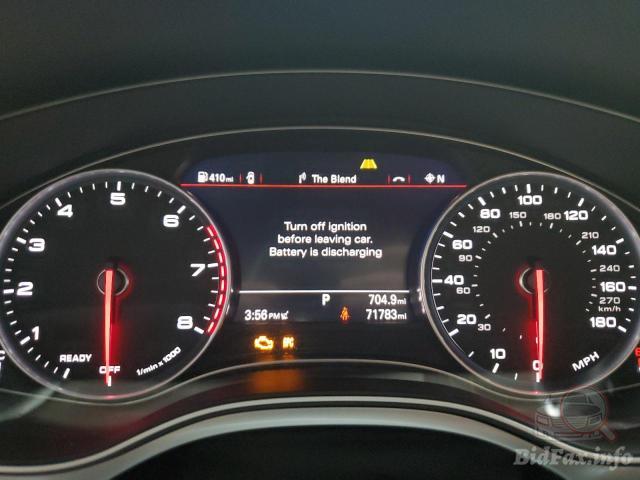 410mi The Blend N
Turn off ignition
before leaving car.
Battery is discharging
P 704.9mi
3:56PM 71783mi
1 2 3 4 5 6 7 8
READY OFF 1/min x 1000
10 20 40 60 80 100 120 140 160 180
30 60 90 120 150 180 210 240 270
km/h
0 MPH
BidFax.info